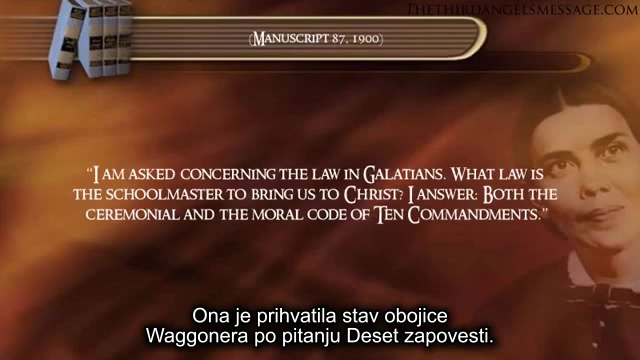 THETHIRDANGELSMESSAGE.COM
(MANUSCRIPT 87, 1900)
"I AM ASKED CONCERNING THE LAW IN GALATIANS. WHAT LAW IS
THE SCHOOLMASTER TO BRING US TO CHRIST? I ANSWER: BOTH THE
CEREMONIAL AND THE MORAL CODE OF TEN COMMANDMENTS."
Ona je prihvatila stav obojice
Waggonera po pitanju Deset zapovesti.